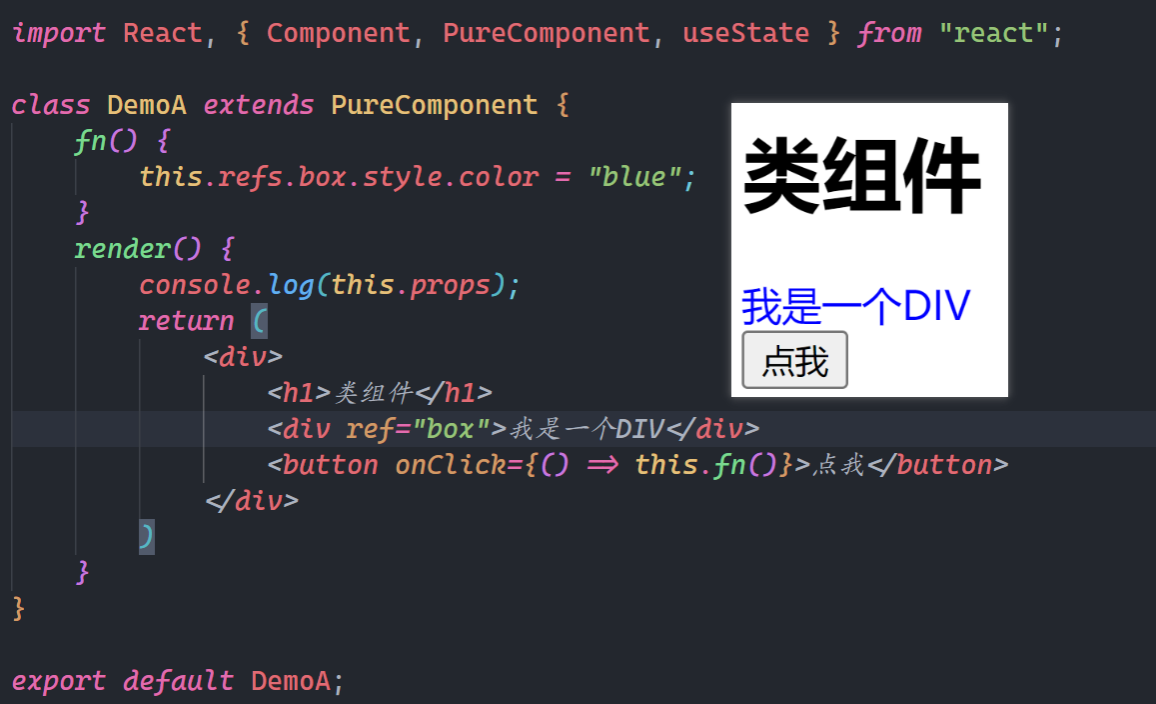 import React, { Component, PureComponent, useState } from "react";
class DemoA extends PureComponent {
fn() {
this.refs.box.style.color = "blue";
}
render() {
console.log(this.props);
return (
<div>
<h1>类组件</h1>
<div ref="box">我是一个DIV</div>
<button onClick={() => this.fn()}>点我</button>
</div>
)
}
}
export default DemoA;
类组件
我是一个DIV
点我